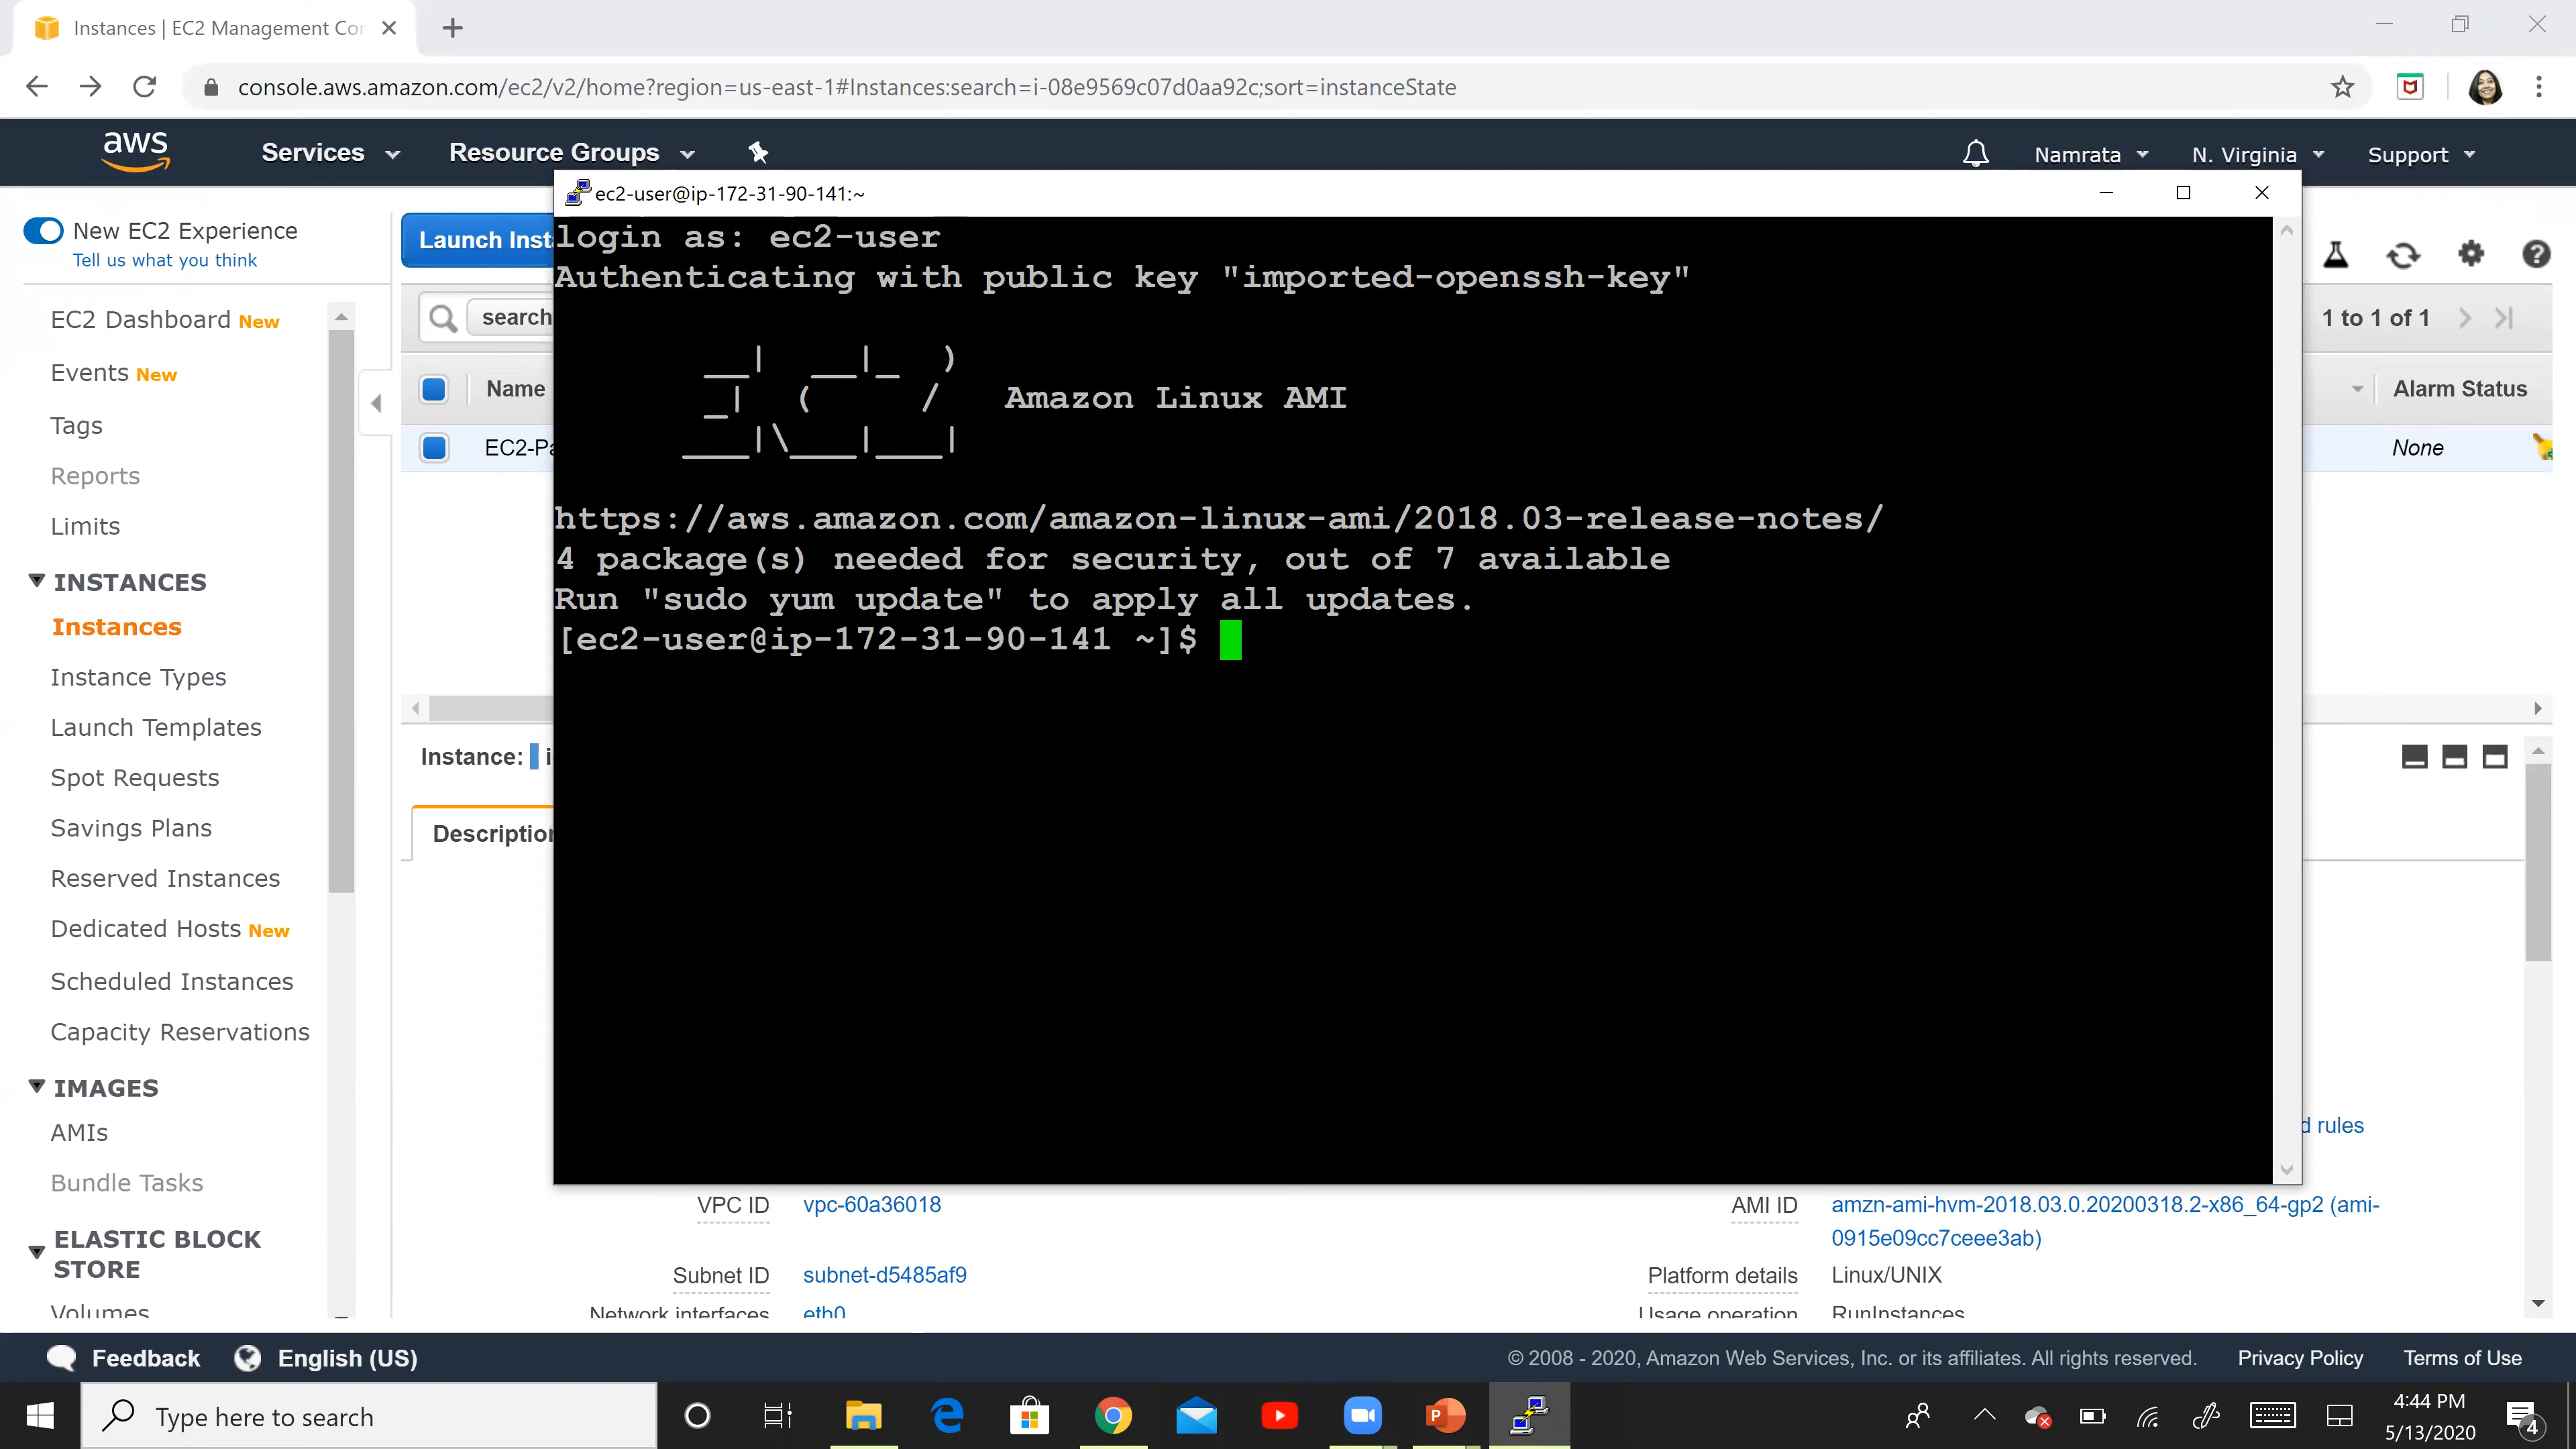 Instances | EC2 Management Cor
console.aws.amazon.com/ec2/v2/home?region=us-east-1#Instances:search=i-08e9569c07d0aa92c;sort=instanceState
aws Services Resource Groups Namrata N. Virginia Support
New EC2 Experience
Tell us what you think
EC2 Dashboard New
Events New
Tags
Reports
Limits
INSTANCES
Instances
Instance Types
Launch Templates
Spot Requests
Savings Plans
Reserved Instances
Dedicated Hosts New
Scheduled Instances
Capacity Reservations
IMAGES
AMIs
Bundle Tasks
ELASTIC BLOCK
STORE
Volumes
Launch Inst
search
1 to 1 of 1
Name
Alarm Status
EC2-Pa
None
Instance: i
Description
ec2-user@ip-172-31-90-141:~
login as: ec2-user
Authenticating with public key "imported-openssh-key"
__|  __|_  )
_|  (     /   Amazon Linux AMI
___|\___|___|
https://aws.amazon.com/amazon-linux-ami/2018.03-release-notes/
4 package(s) needed for security, out of 7 available
Run "sudo yum update" to apply all updates.
[ec2-user@ip-172-31-90-141 ~]$
d rules
VPC ID vpc-60a36018
AMI ID amzn-ami-hvm-2018.03.0.20200318.2-x86_64-gp2 (ami-
0915e09cc7ceee3ab)
Subnet ID subnet-d5485af9
Platform details Linux/UNIX
Network interfaces eth0
Usage operation RunInstances
Feedback English (US)
© 2008 - 2020, Amazon Web Services, Inc. or its affiliates. All rights reserved. Privacy Policy Terms of Use
Type here to search
4:44 PM
5/13/2020
4